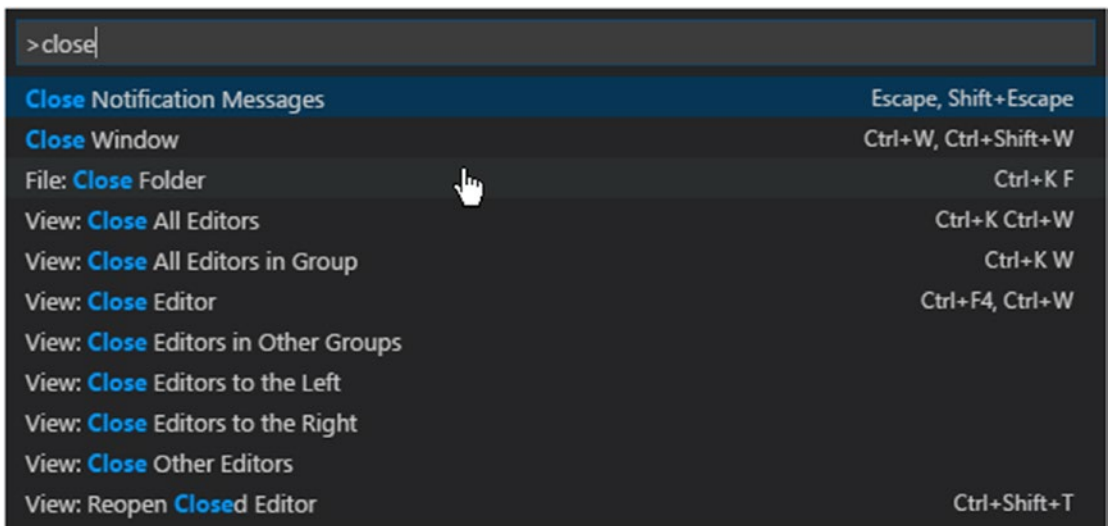 >close
Close Notification Messages Escape, Shift+Escape
Close Window Ctrl+W, Ctrl+Shift+W
File: Close Folder Ctrl+K F
View: Close All Editors Ctrl+K Ctrl+W
View: Close All Editors in Group Ctrl+K W
View: Close Editor Ctrl+F4, Ctrl+W
View: Close Editors in Other Groups
View: Close Editors to the Left
View: Close Editors to the Right
View: Close Other Editors
View: Reopen Closed Editor Ctrl+Shift+T